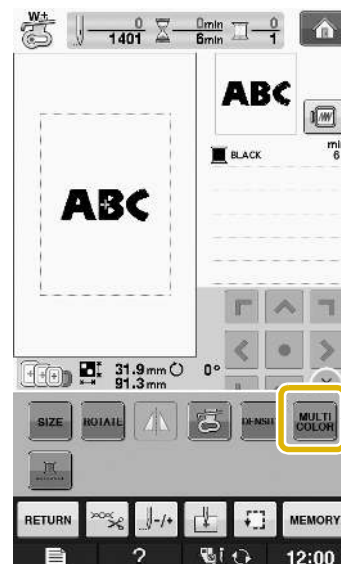 W+
0 0min 0
1401 6min 1
ABC
BLACK
min
6
ABC
31.9mm 0°
91.3mm
SIZE ROTATE DENSITY MULTI COLOR
RETURN -/+ MEMORY
? 12:00